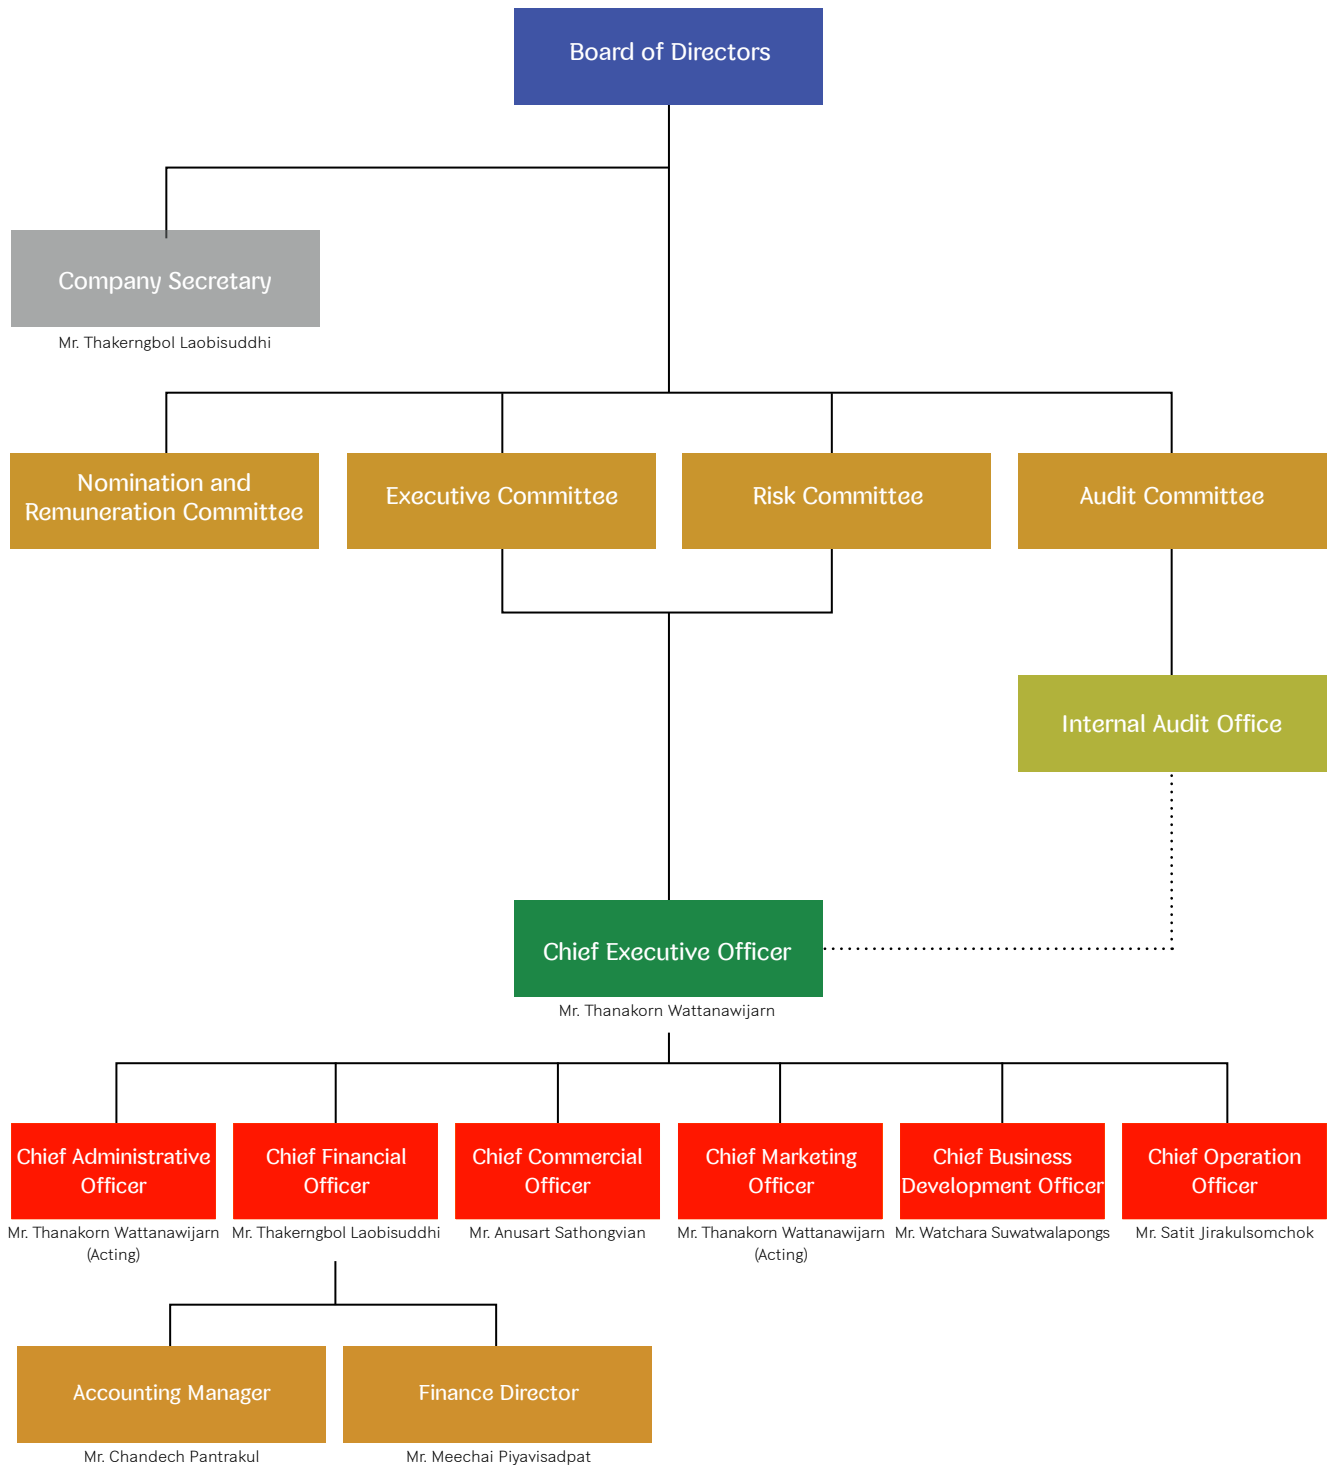 Board of Directors
Company Secretary
Mr. Thakerngbol Laobisuddhi
Nomination and
Remuneration Committee
Executive Committee
Risk Committee
Audit Committee
Internal Audit Office
Chief Executive Officer
Mr. Thanakorn Wattanawijarn
Chief Administrative
Officer
Mr. Thanakorn Wattanawijarn
(Acting)
Chief Financial
Officer
Mr. Thakerngbol Laobisuddhi
Chief Commercial
Officer
Mr. Anusart Sathongvian
Chief Marketing
Officer
Mr. Thanakorn Wattanawijarn
(Acting)
Chief Business
Development Officer
Mr. Watchara Suwatwalapongs
Chief Operation
Officer
Mr. Satit Jirakulsomchok
Accounting Manager
Mr. Chandech Pantrakul
Finance Director
Mr. Meechai Piyavisadpat